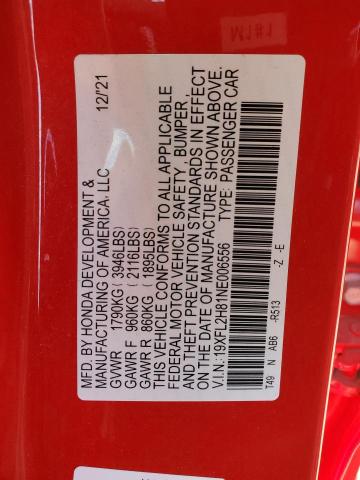 MFD. BY HONDA DEVELOPMENT & 12/'21
MANUFACTURING OF AMERICA, LLC
GVWR 1790KG (3946LBS)
GAWR F 960KG (2116LBS)
GAWR R 860KG (1895LBS)
THIS VEHICLE CONFORMS TO ALL APPLICABLE
FEDERAL MOTOR VEHICLE SAFETY, BUMPER,
AND THEFT PREVENTION STANDARDS IN EFFECT
ON THE DATE OF MANUFACTURE SHOWN ABOVE.
V.I.N:19XFL2H81NE006556 TYPE: PASSENGER CAR
T49 N AB6 -R513 -Z -E